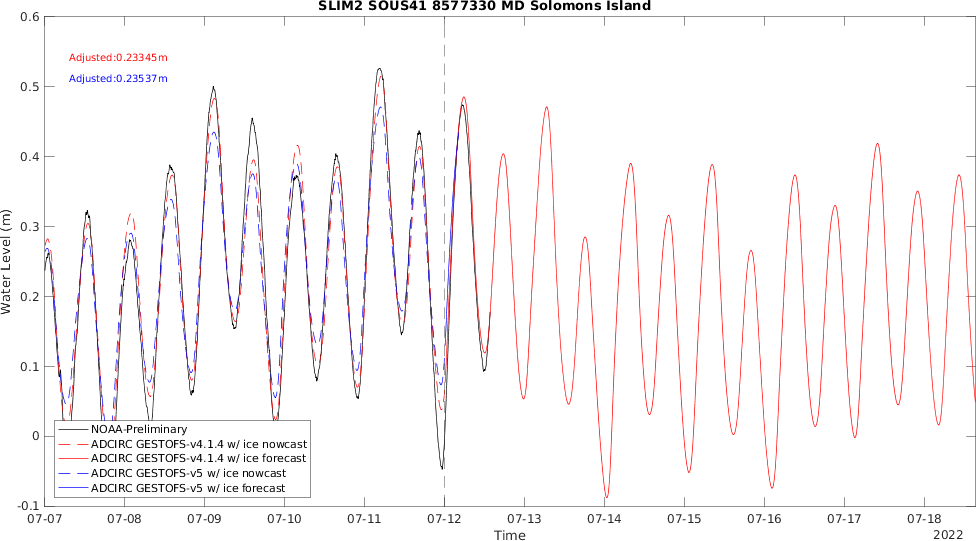 SLIM2 SOUS41 8577330 MD Solomons Island
0.6
Adjusted:0.23345m
Adjusted:0.23537m
0.5
0.4
0.3
0.2
0.1
0
-0.1
Water Level (m)
NOAA-Preliminary
ADCIRC GESTOFS-v4.1.4 w/ ice nowcast
ADCIRC GESTOFS-v4.1.4 w/ ice forecast
ADCIRC GESTOFS-v5 w/ ice nowcast
ADCIRC GESTOFS-v5 w/ ice forecast
07-07 07-08 07-09 07-10 07-11 07-12 07-13 07-14 07-15 07-16 07-17 07-18
Time
2022